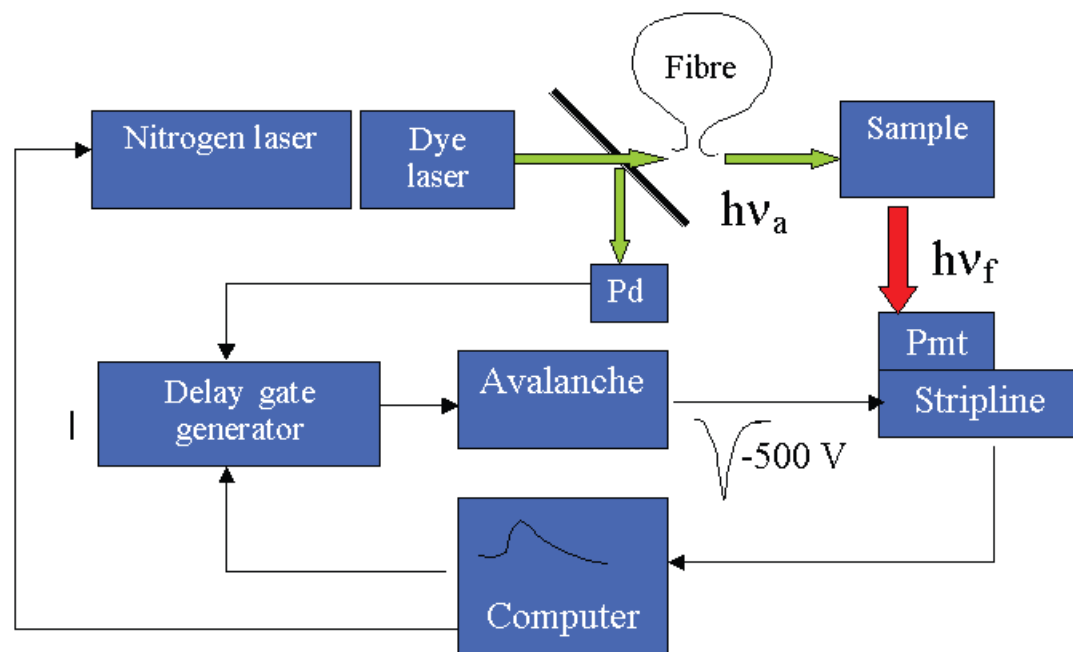 Fibre
Nitrogen laser
Dye
laser
Sample
hνa
hνf
Pd
Pmt
Delay gate
generator
Avalanche
Stripline
-500 V
Computer